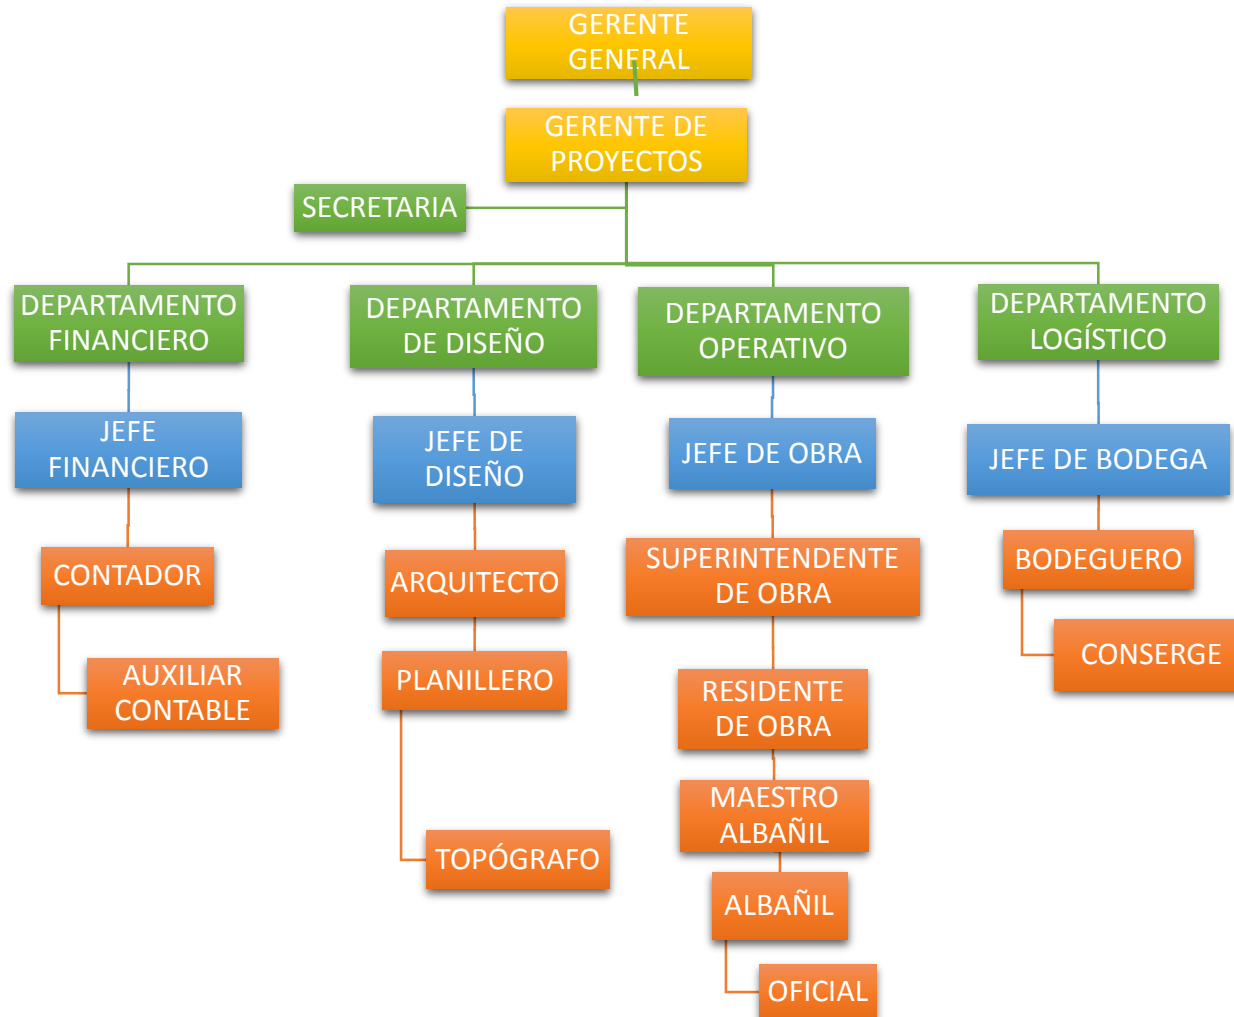 GERENTE
GENERAL
GERENTE DE
PROYECTOS
SECRETARIA
DEPARTAMENTO
FINANCIERO
DEPARTAMENTO
DE DISEÑO
DEPARTAMENTO
OPERATIVO
DEPARTAMENTO
LOGÍSTICO
JEFE
FINANCIERO
JEFE DE
DISEÑO
JEFE DE OBRA
JEFE DE BODEGA
CONTADOR
ARQUITECTO
SUPERINTENDENTE
DE OBRA
BODEGUERO
AUXILIAR
CONTABLE
PLANILLERO
RESIDENTE
DE OBRA
CONSERGE
MAESTRO
ALBAÑIL
TOPÓGRAFO
ALBAÑIL
OFICIAL